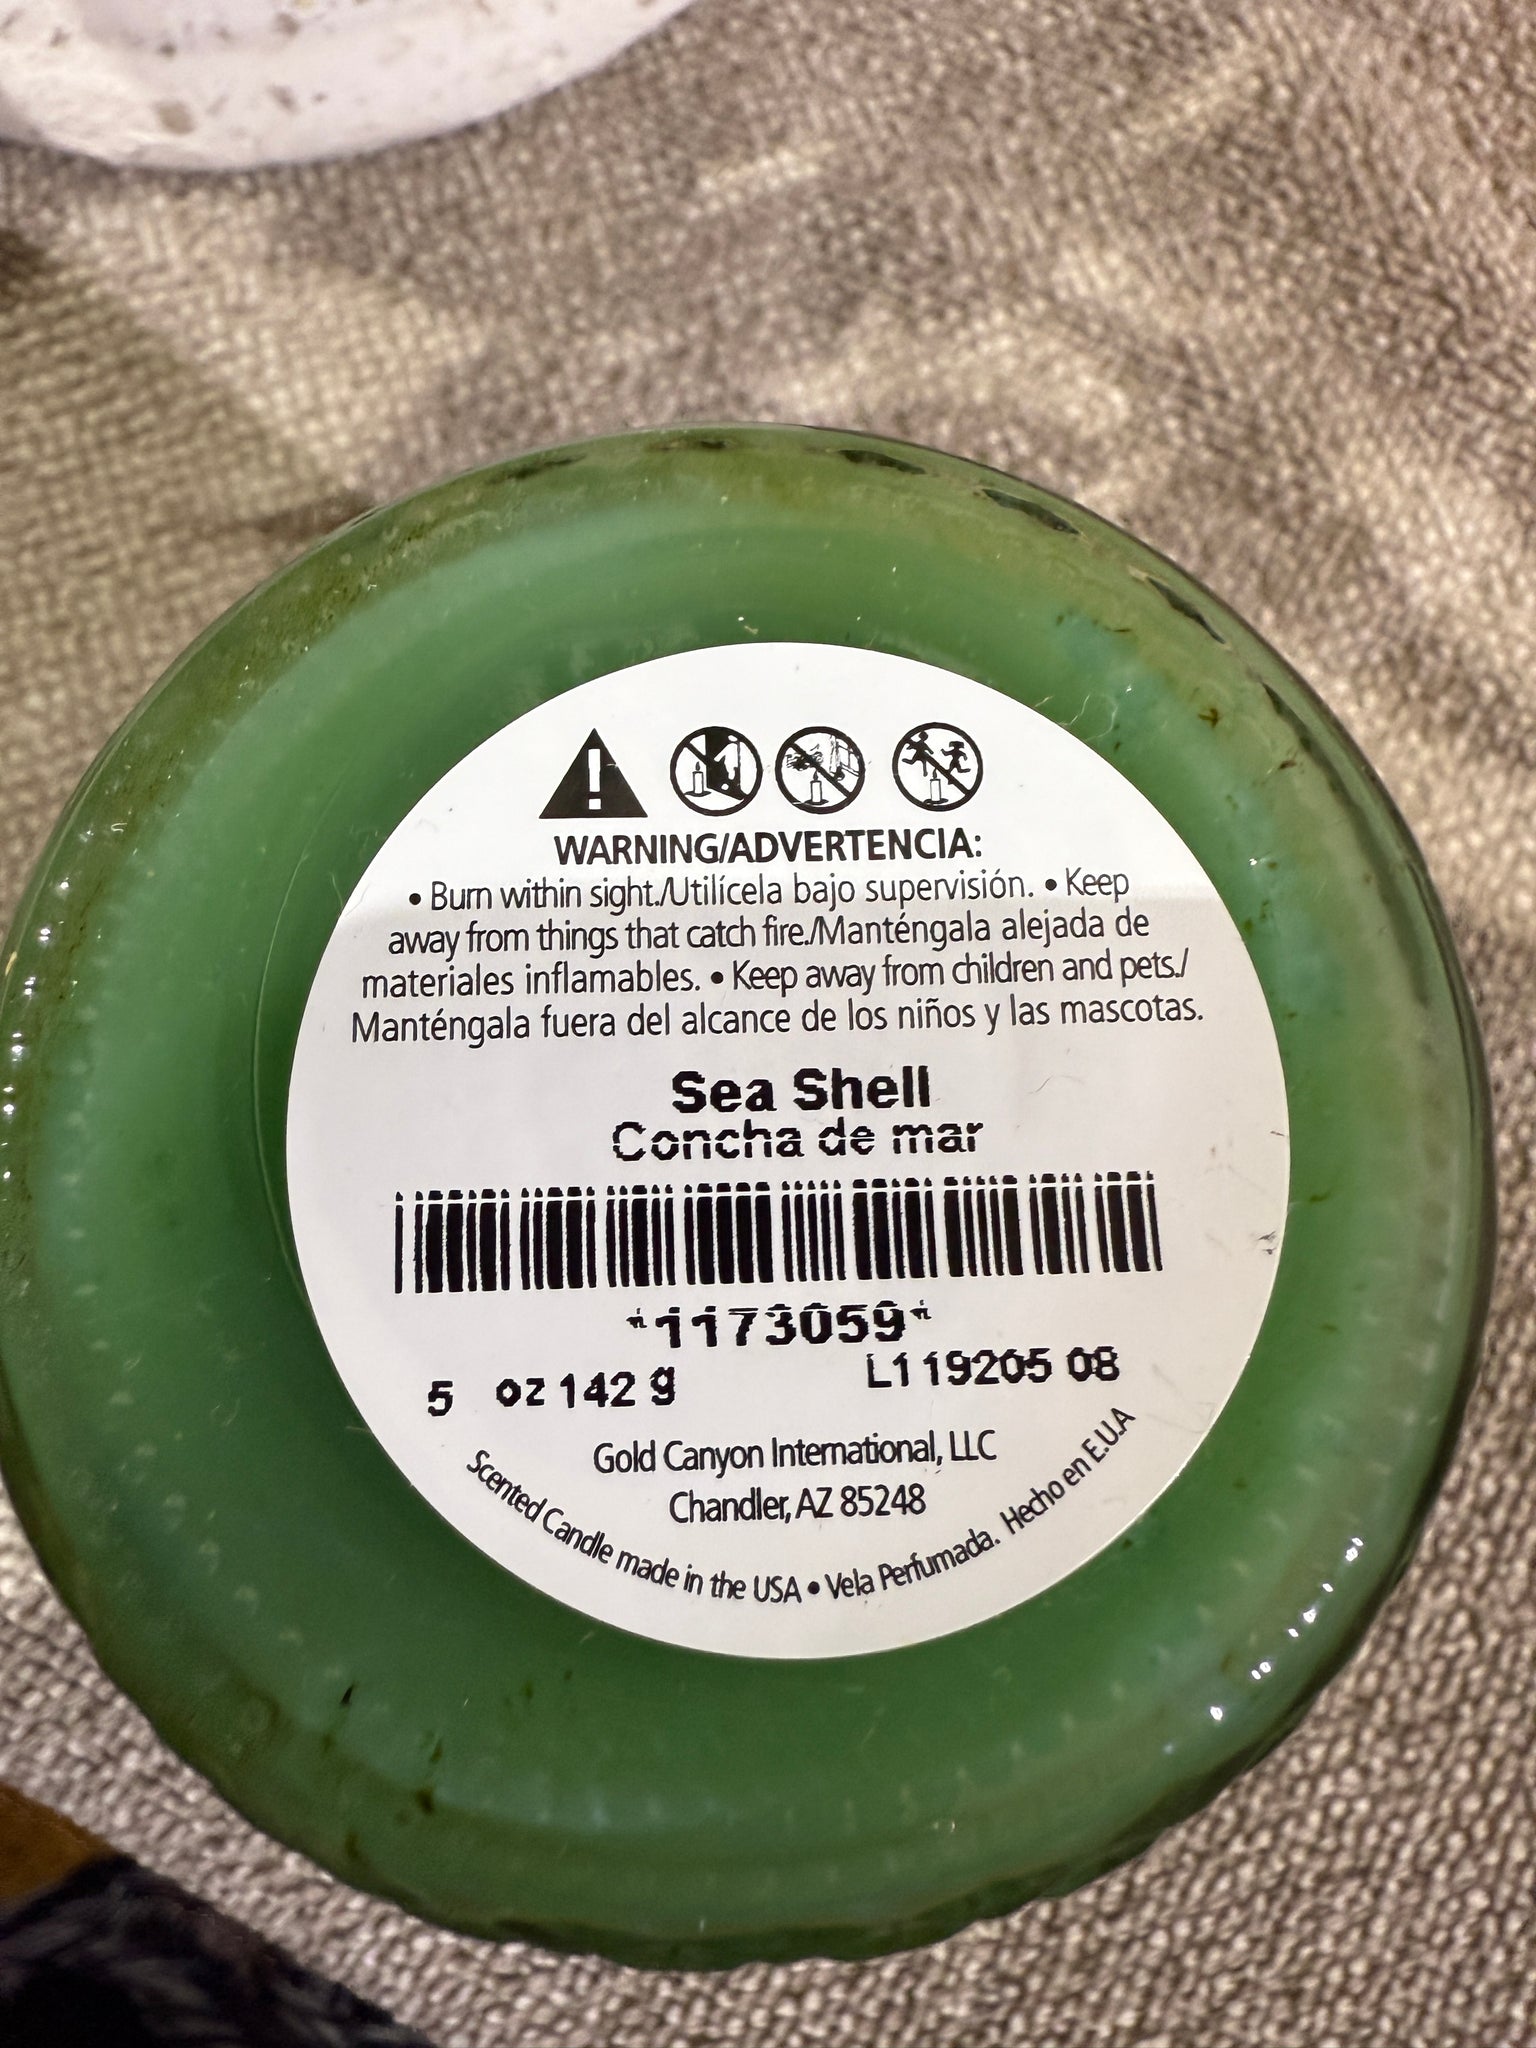 WARNING/ADVERTENCIA:
• Burn within sight./Utilícela bajo supervisión. • Keep
away from things that catch fire./Manténgala alejada de
materiales inflamables. • Keep away from children and pets./
Manténgala fuera del alcance de los niños y las mascotas.
Sea Shell
Concha de mar
*1173059*
5 oz 142 g
L119205 08
Gold Canyon International, LLC
Chandler, AZ 85248
Scented Candle made in the USA • Vela Perfumada. Hecho en E.U.A